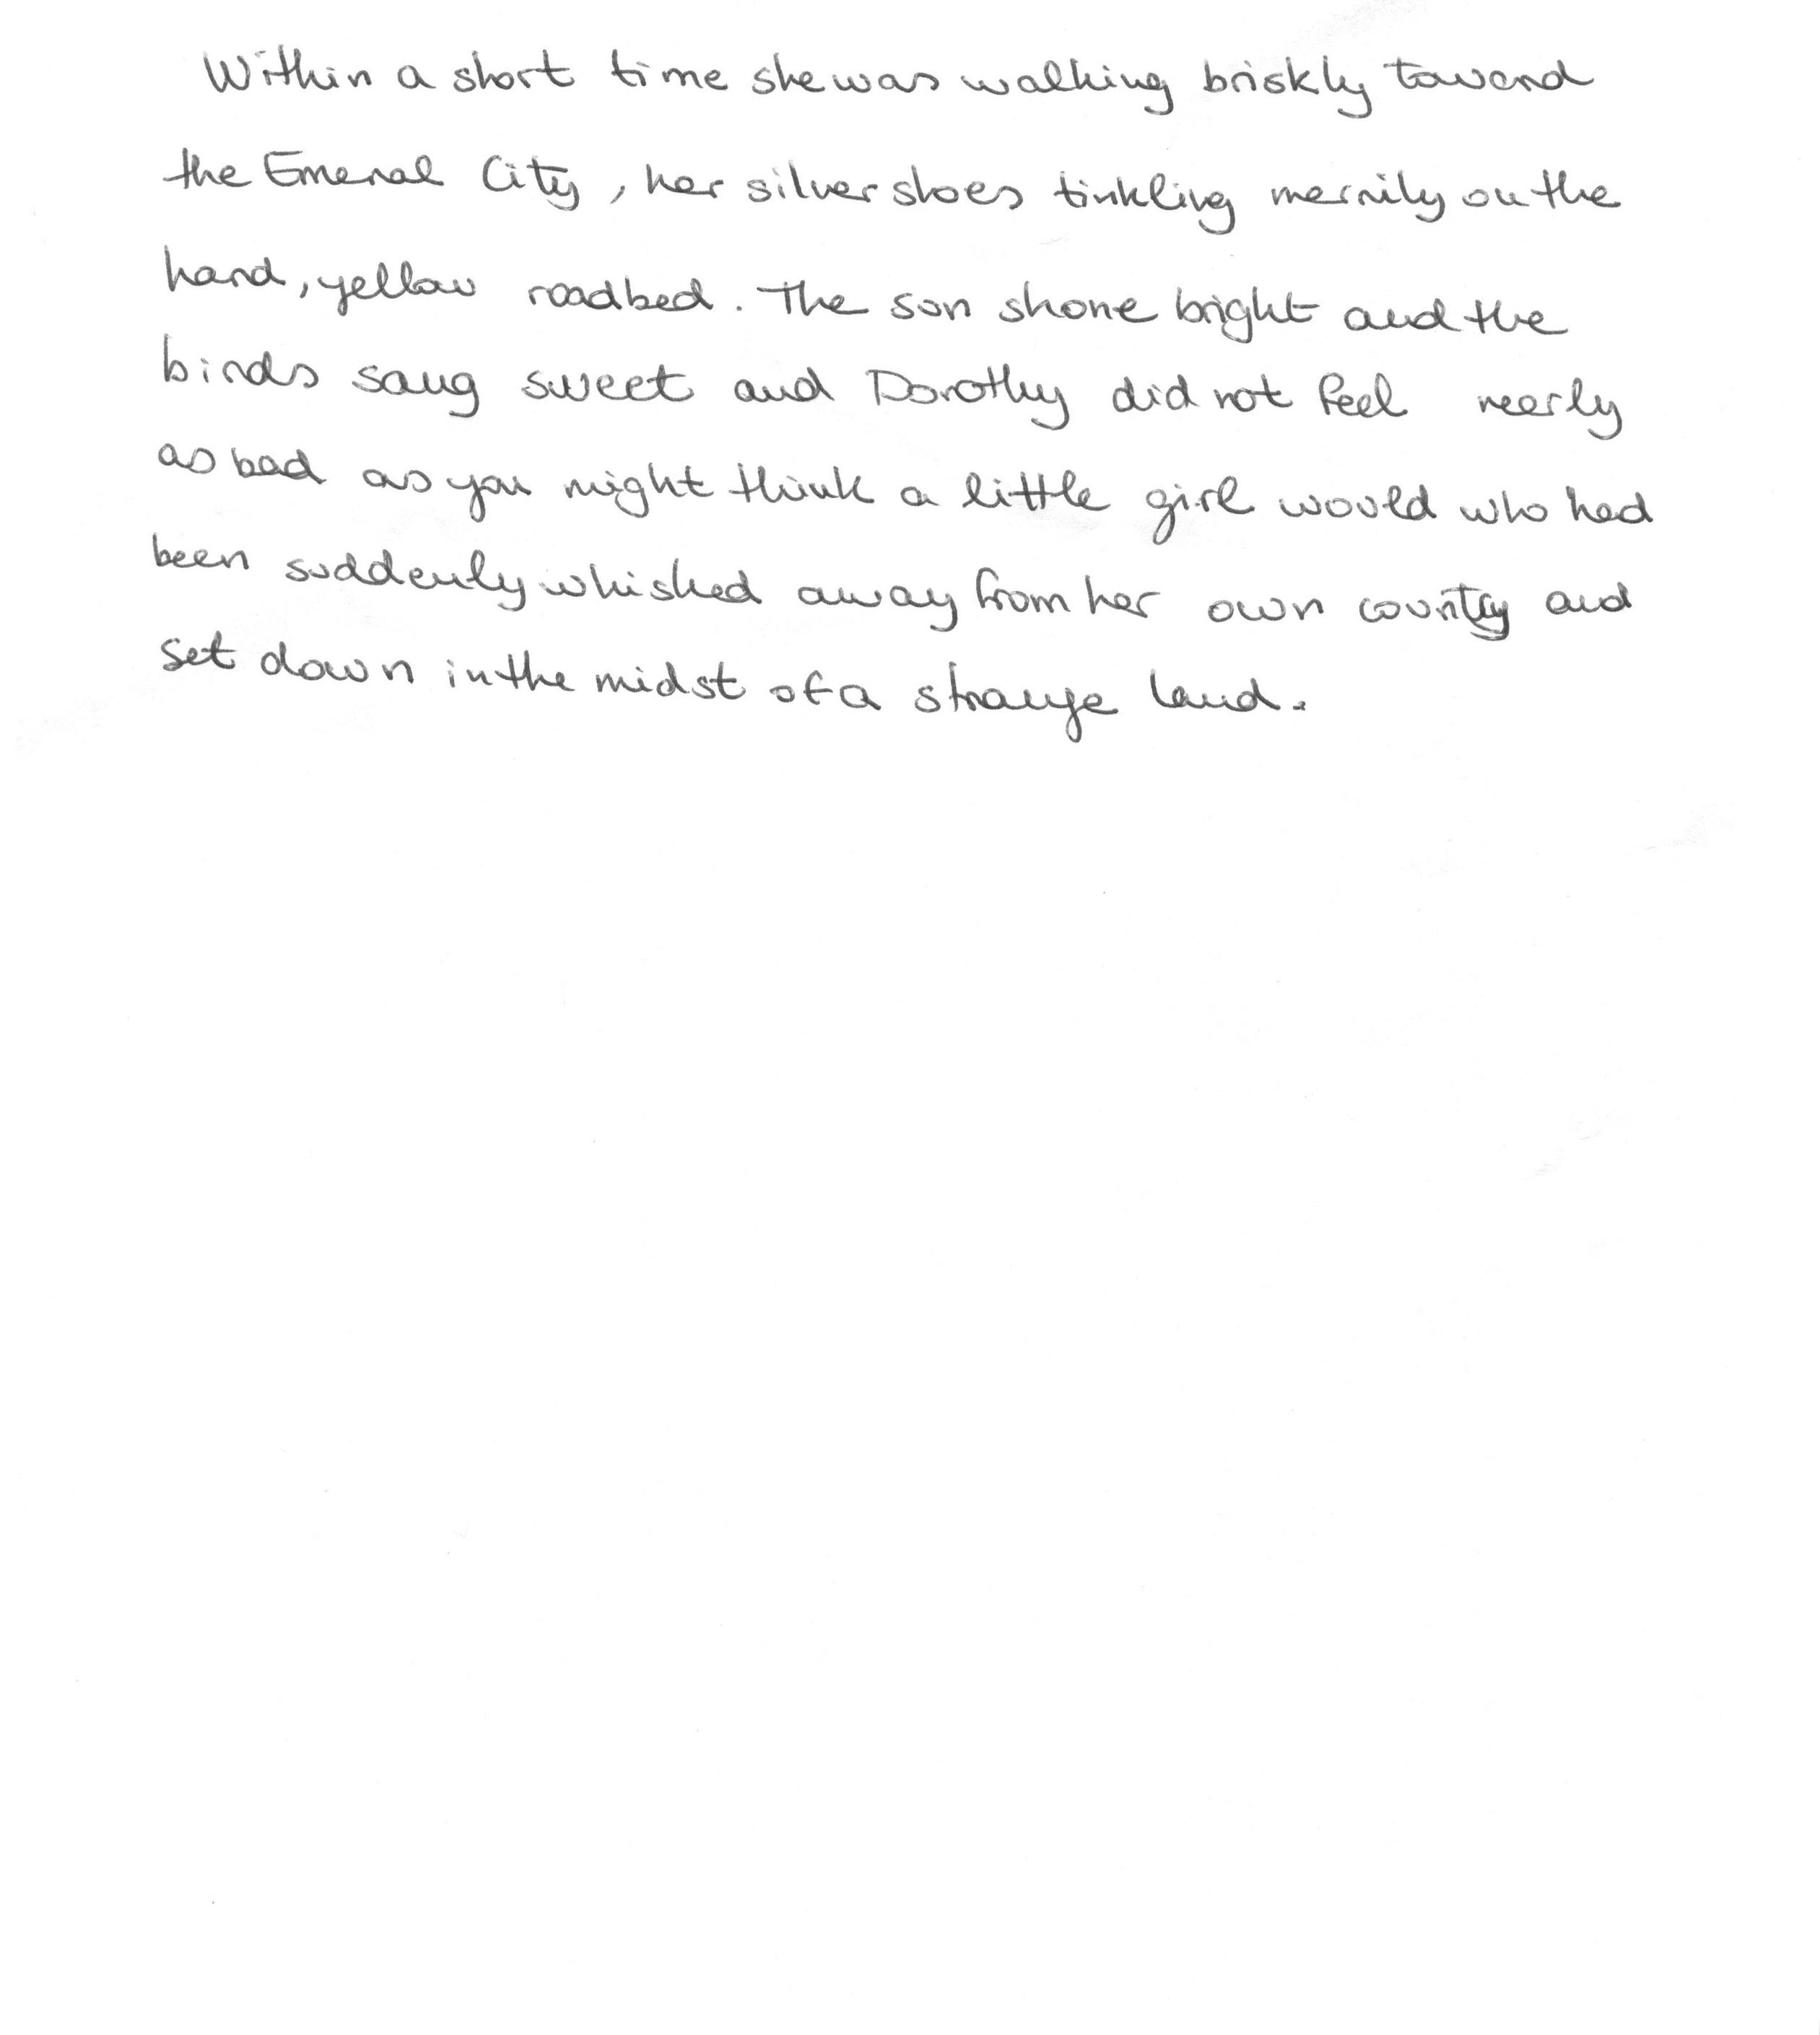 Within a short time she was walking briskly toward
the Emeral City, her silver shoes tinkling merrily on the
hard, yellow roadbed. The sun shone bright and the
birds sang sweet and Dorothy did not feel neerly
as bad as you might think a little girl would who had
been suddenly whisked away from her own country and
set down in the midst of a strange land.